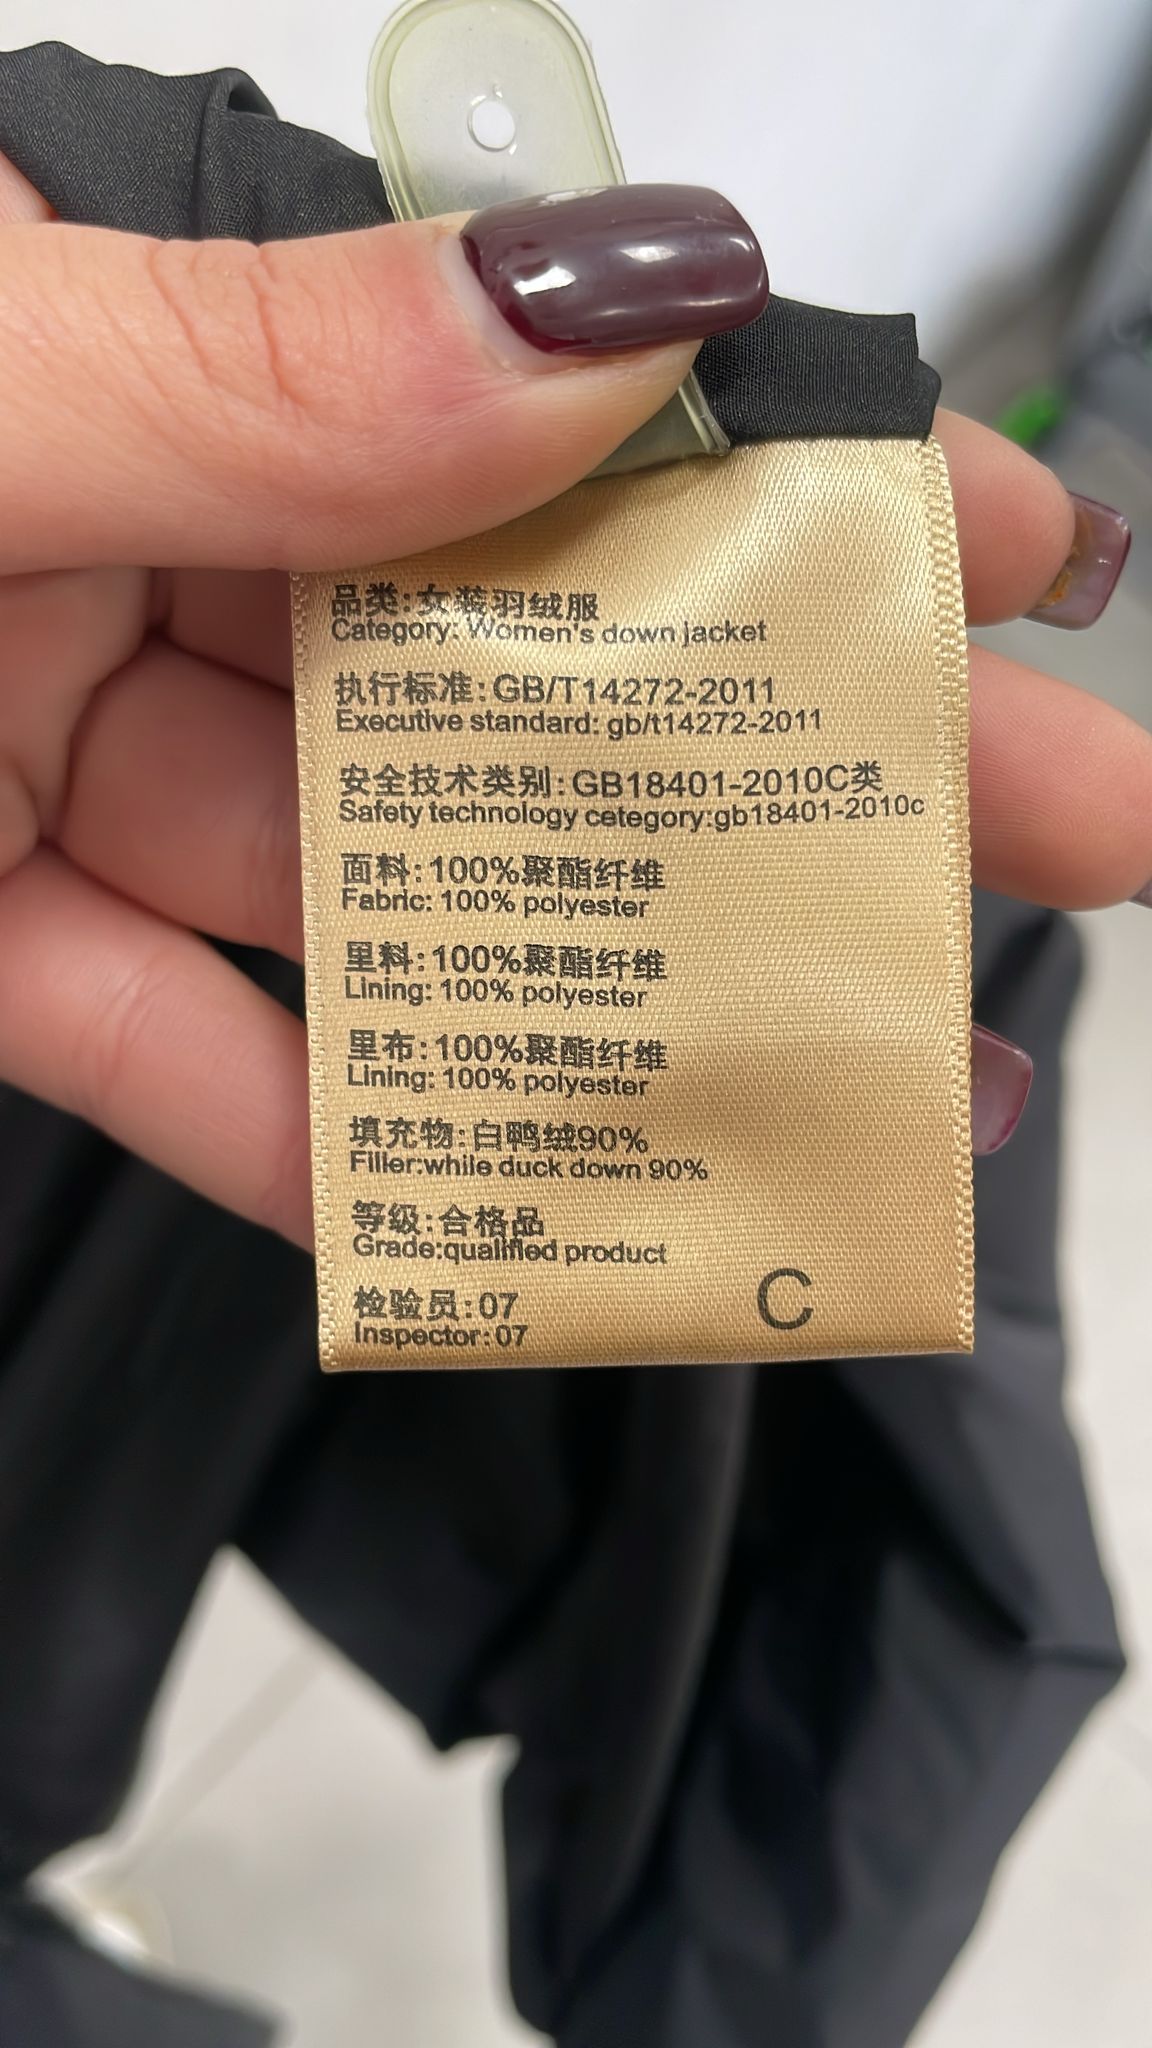 品类:女装羽绒服
Category: Women's down jacket
执行标准:GB/T14272-2011
Executive standard: gb/t14272-2011
安全技术类别:GB18401-2010C类
Safety technology cetegory:gb18401-2010c
面料:100%聚酯纤维
Fabric: 100% polyester
里料:100%聚酯纤维
Lining: 100% polyester
里布:100%聚酯纤维
Lining: 100% polyester
填充物:白鸭绒90%
Filler:while duck down 90%
等级:合格品
Grade:qualified product
检验员:07
Inspector:07
C